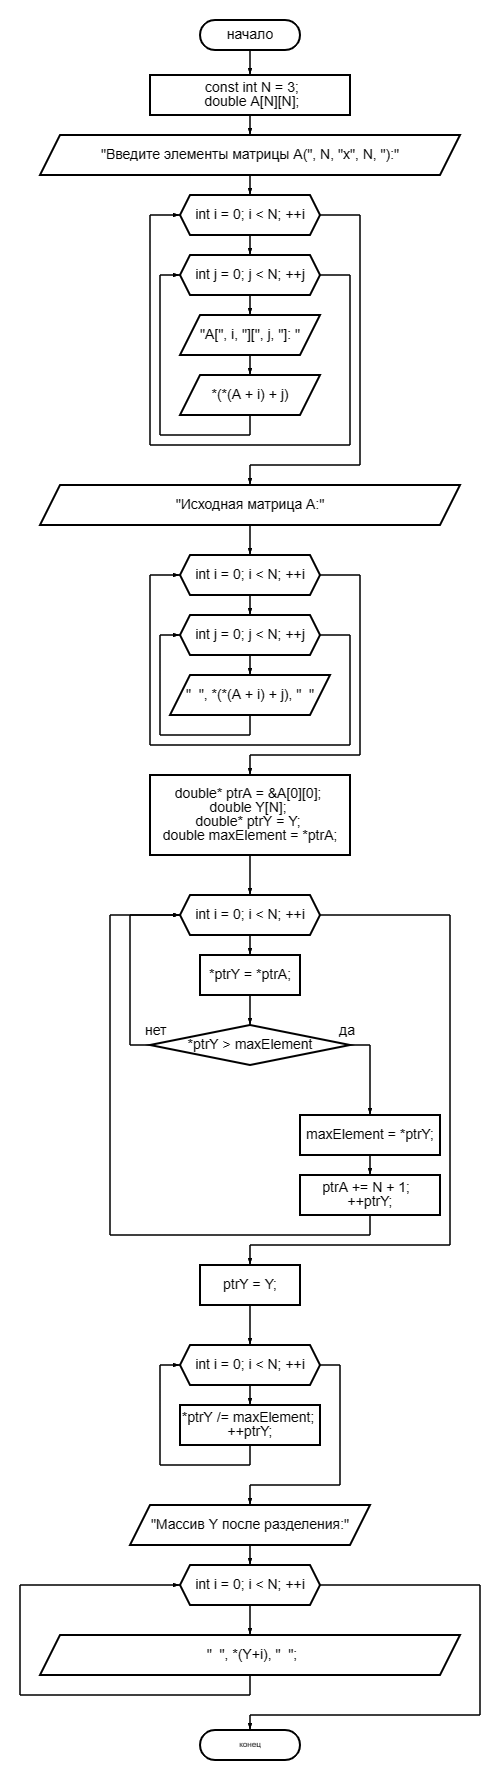 начало
const int N = 3;
double A[N][N];
"Введите элементы матрицы A(", N, "x", N, "):"
int i = 0; i < N; ++i
int j = 0; j < N; ++j
"A[", i, "][", j, "]: "
*(*(A + i) + j)
"Исходная матрица A:"
int i = 0; i < N; ++i
int j = 0; j < N; ++j
"  ", *(*(A + i) + j), "  "
double* ptrA = &A[0][0];
double Y[N];
double* ptrY = Y;
double maxElement = *ptrA;
int i = 0; i < N; ++i
*ptrY = *ptrA;
нет
да
*ptrY > maxElement
maxElement = *ptrY;
ptrA += N + 1;
++ptrY;
ptrY = Y;
int i = 0; i < N; ++i
*ptrY /= maxElement;
++ptrY;
"Массив Y после разделения:"
int i = 0; i < N; ++i
"  ", *(Y+i), "  ";
конец